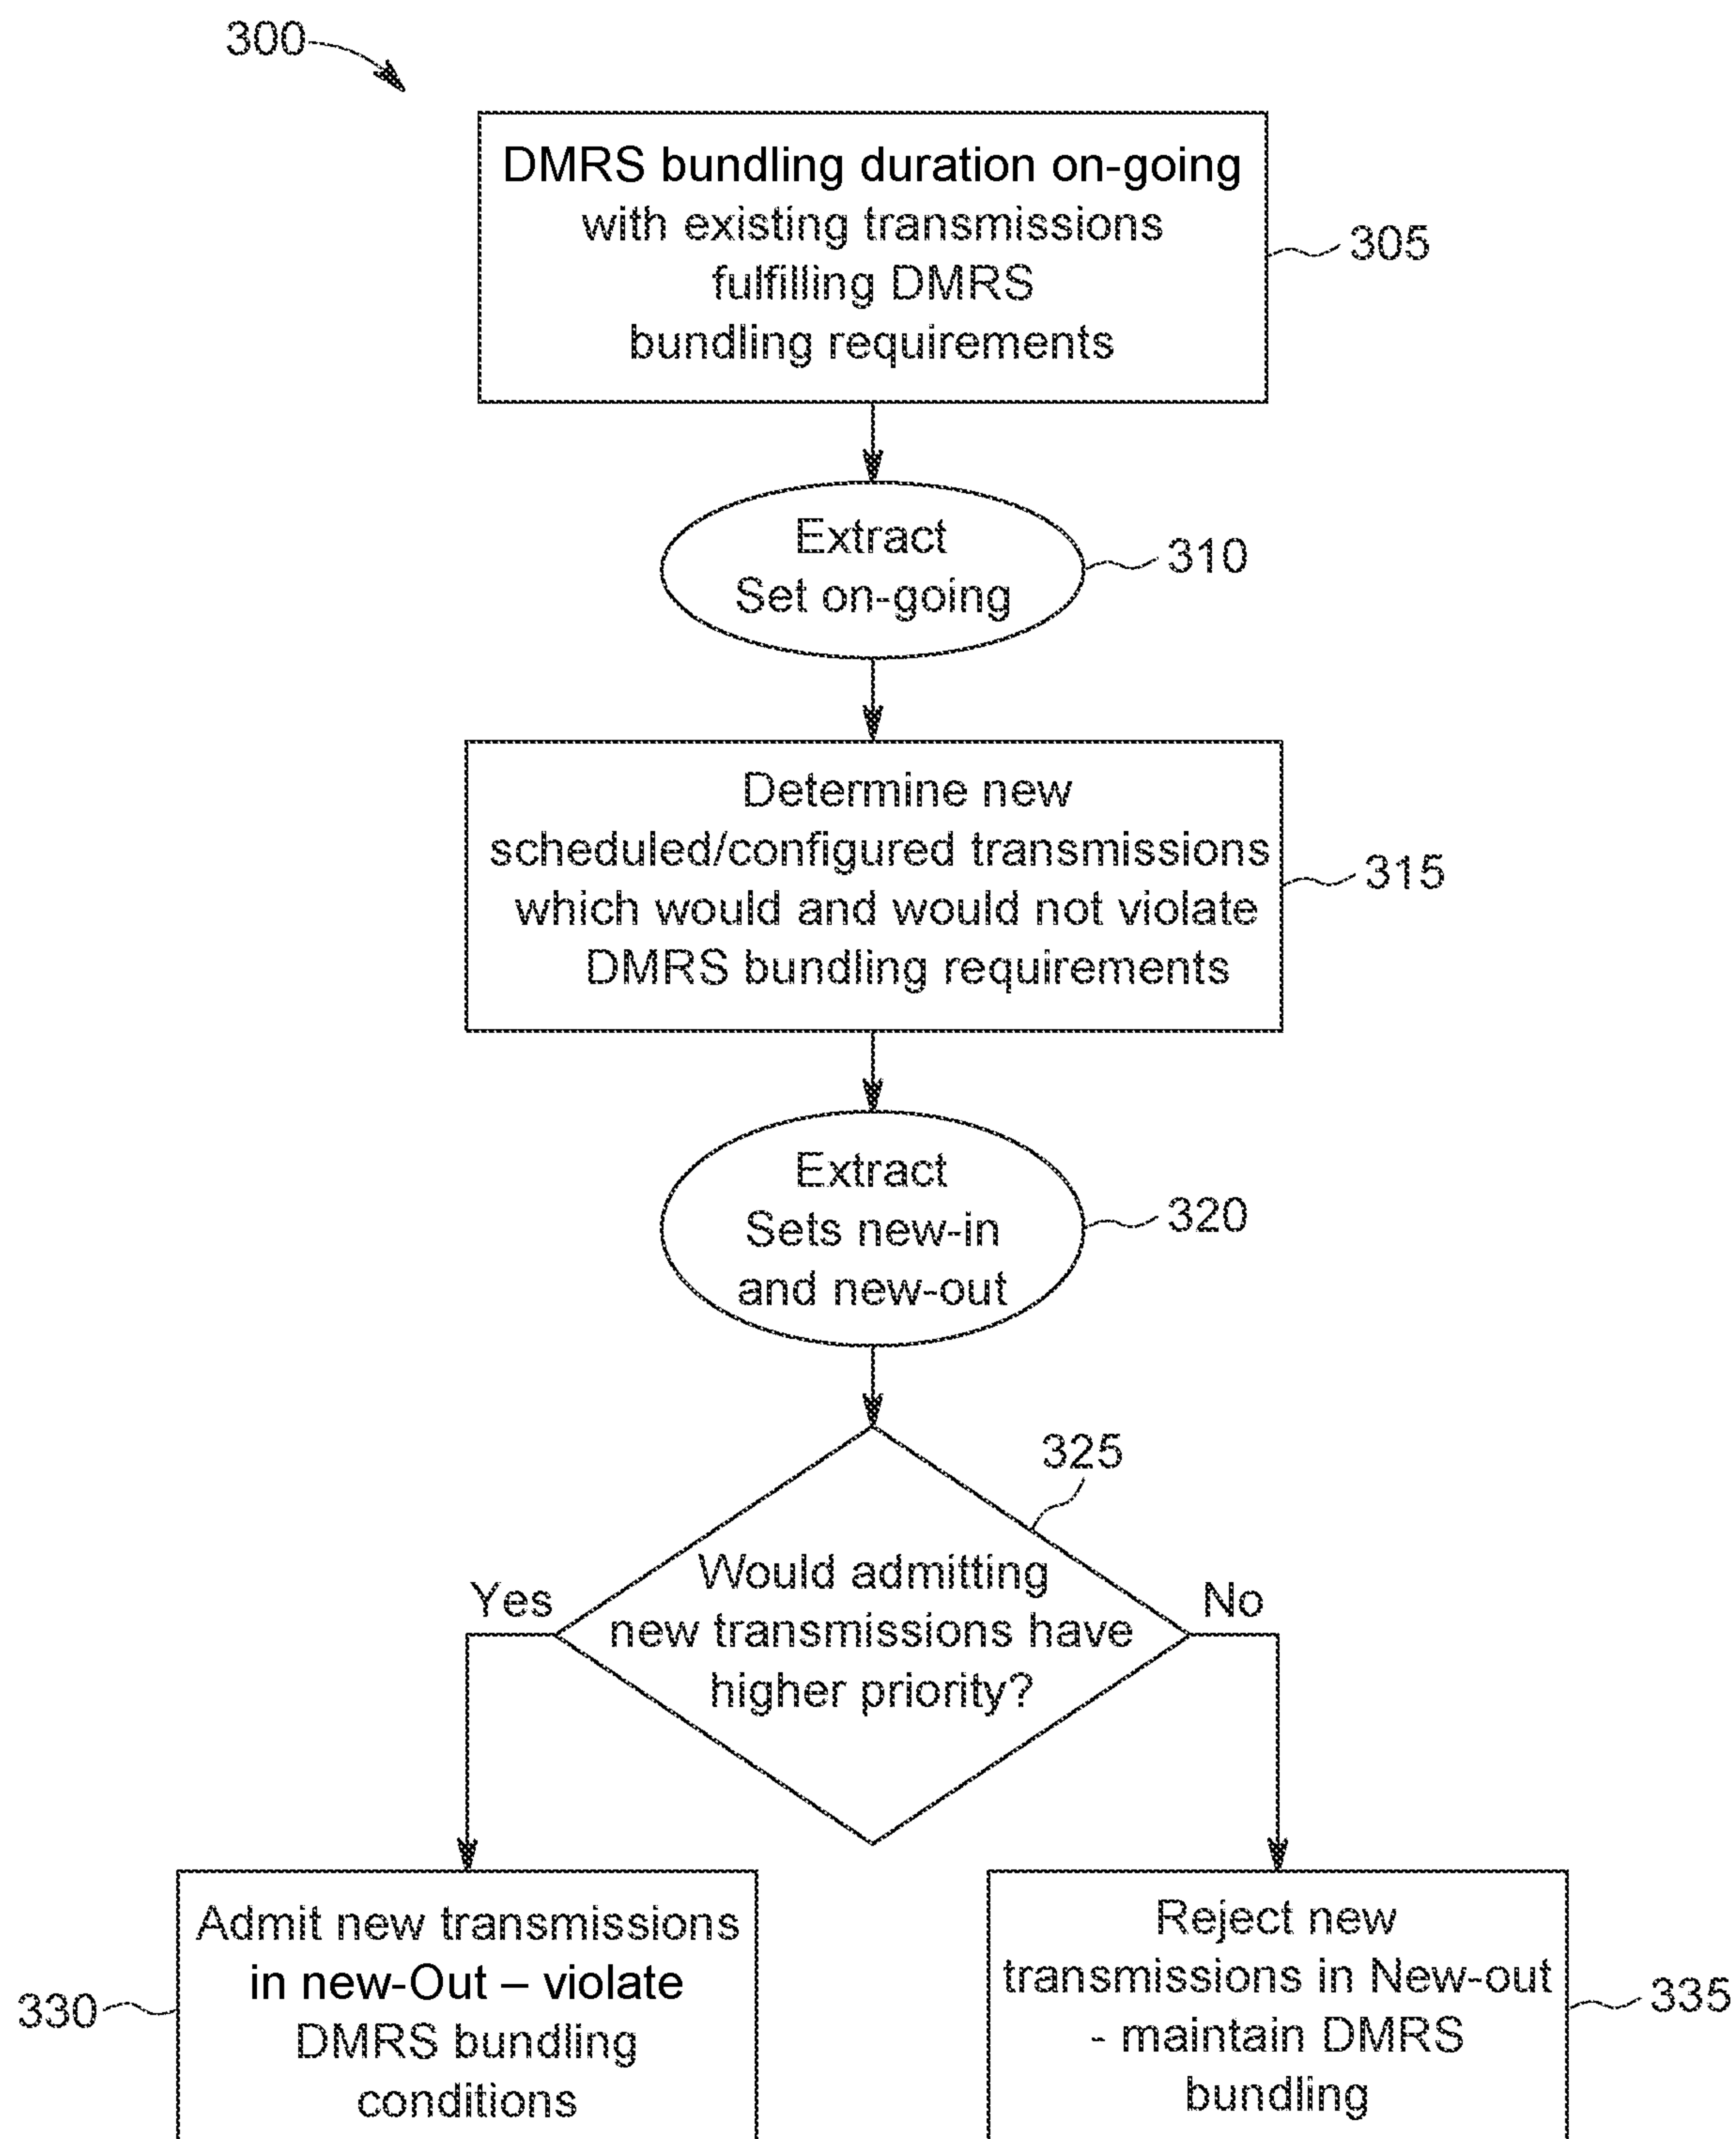 300
DMRS bundling duration on-going
with existing transmissions
fulfilling DMRS
bundling requirements
305
Extract
Set on-going
310
Determine new
scheduled/configured transmissions
which would and would not violate
DMRS bundling requirements
315
Extract
Sets new-in
and new-out
320
325
Would admitting
new transmissions have
higher priority?
Yes
No
Admit new transmissions
in new-Out – violate
DMRS bundling
conditions
330
Reject new
transmissions in New-out
- maintain DMRS
bundling
335